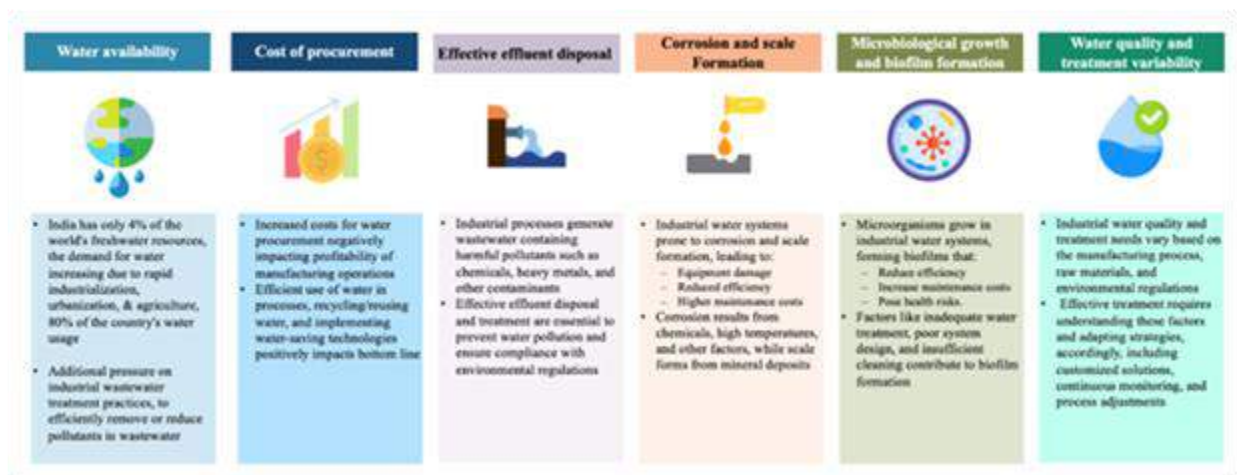 Water availability
• India has only 4% of the
world's freshwater resources,
the demand for water
increasing due to rapid
industrialization,
urbanization, & agriculture,
80% of the country's water
usage
• Additional pressure on
industrial wastewater
treatment practices, to
efficiently remove or reduce
pollutants in wastewater
Cost of procurement
$
• Increased costs for water
procurement negatively
impacting profitability of
manufacturing operations
• Efficient use of water in
processes, recycling/reusing
water, and implementing
water-saving technologies
positively impacts bottom line
Effective effluent disposal
• Industrial processes generate
wastewater containing
harmful pollutants such as
chemicals, heavy metals, and
other contaminants
• Effective effluent disposal
and treatment are essential to
prevent water pollution and
ensure compliance with
environmental regulations
Corrosion and scale
Formation
• Industrial water systems
prone to corrosion and scale
formation, leading to:
– Equipment damage
– Reduced efficiency
– Higher maintenance costs
• Corrosion results from
chemicals, high temperatures,
and other factors, while scale
forms from mineral deposits
Microbiological growth
and biofilm formation
• Microorganisms grow in
industrial water systems,
forming biofilms that:
– Reduce efficiency
– Increase maintenance costs
– Pose health risks.
• Factors like inadequate water
treatment, poor system
design, and insufficient
cleaning contribute to biofilm
formation
Water quality and
treatment variability
• Industrial water quality and
treatment needs vary based on
the manufacturing process,
raw materials, and
environmental regulations
• Effective treatment requires
understanding these factors
and adapting strategies,
accordingly, including
customized solutions,
continuous monitoring, and
process adjustments